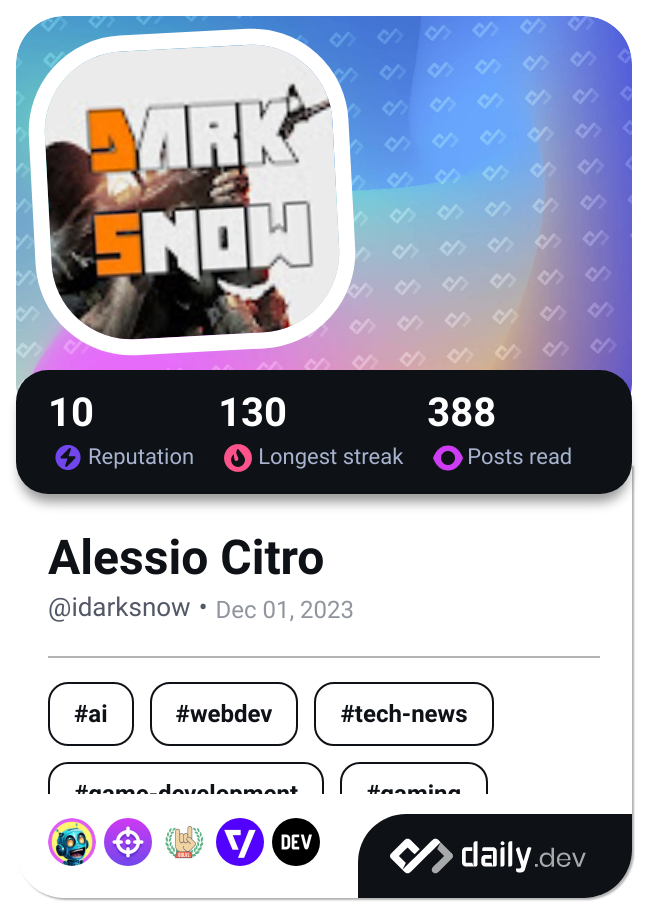 DARK
SNOW
10 130 388
Reputation Longest streak Posts read
Alessio Citro
@idarksnow • Dec 01, 2023
#ai #webdev #tech-news
#game-development #gaming
DEV
daily.dev